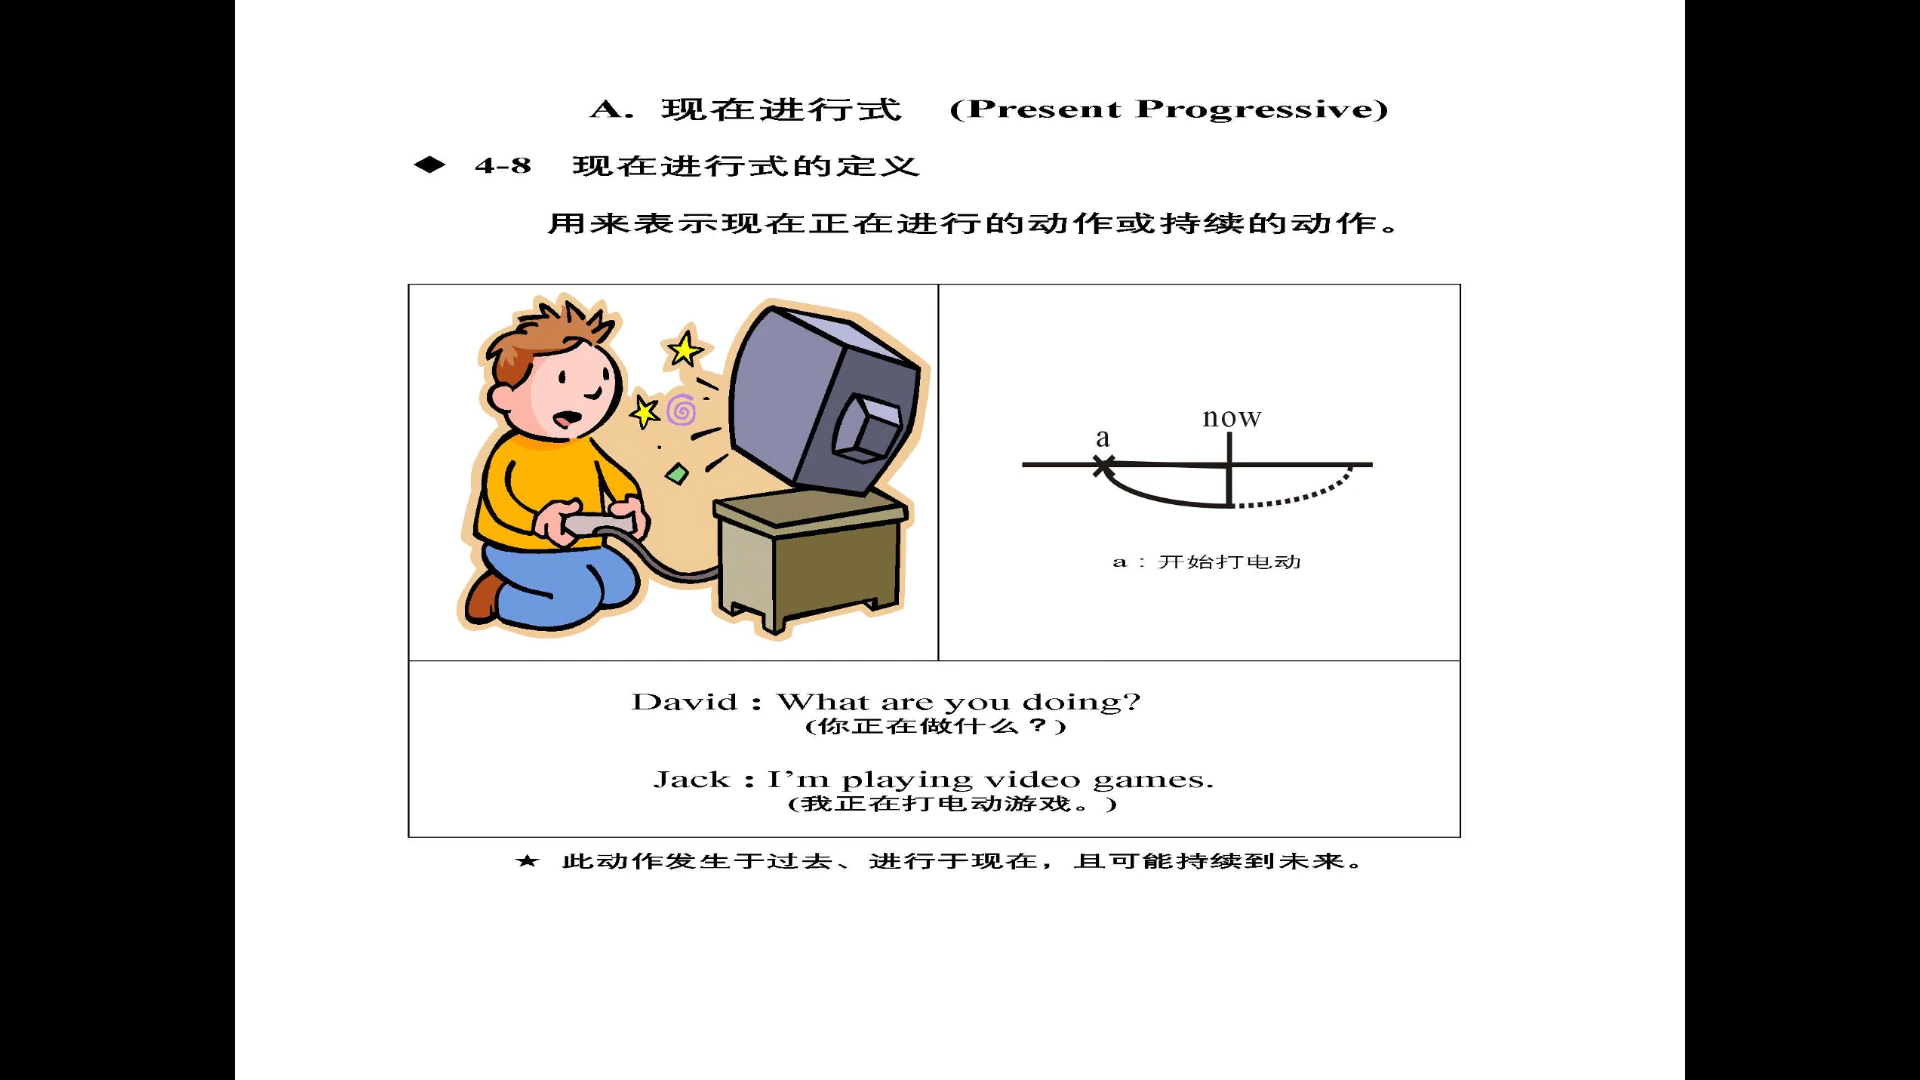 A. 现在进行式 (Present Progressive)
◆ 4-8 现在进行式的定义
用来表示现在正在进行的动作或持续的动作。
now
a
a：开始打电动
David：What are you doing?
(你正在做什么？)
Jack：I'm playing video games.
(我正在打电动游戏。)
★ 此动作发生于过去、进行于现在，且可能持续到未来。